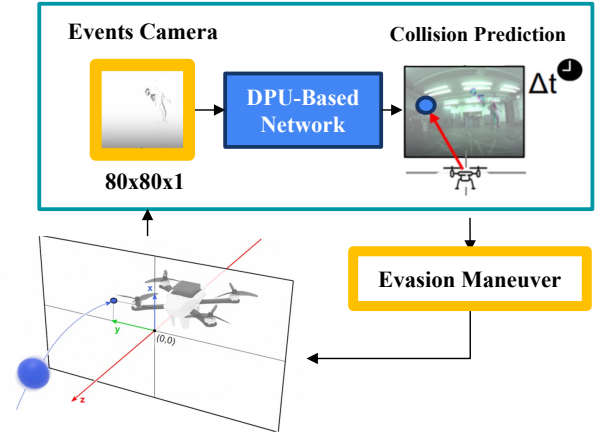 Events Camera
Collision Prediction
DPU-Based
Network
Δt
80x80x1
Evasion Maneuver
x
y
(0,0)
z